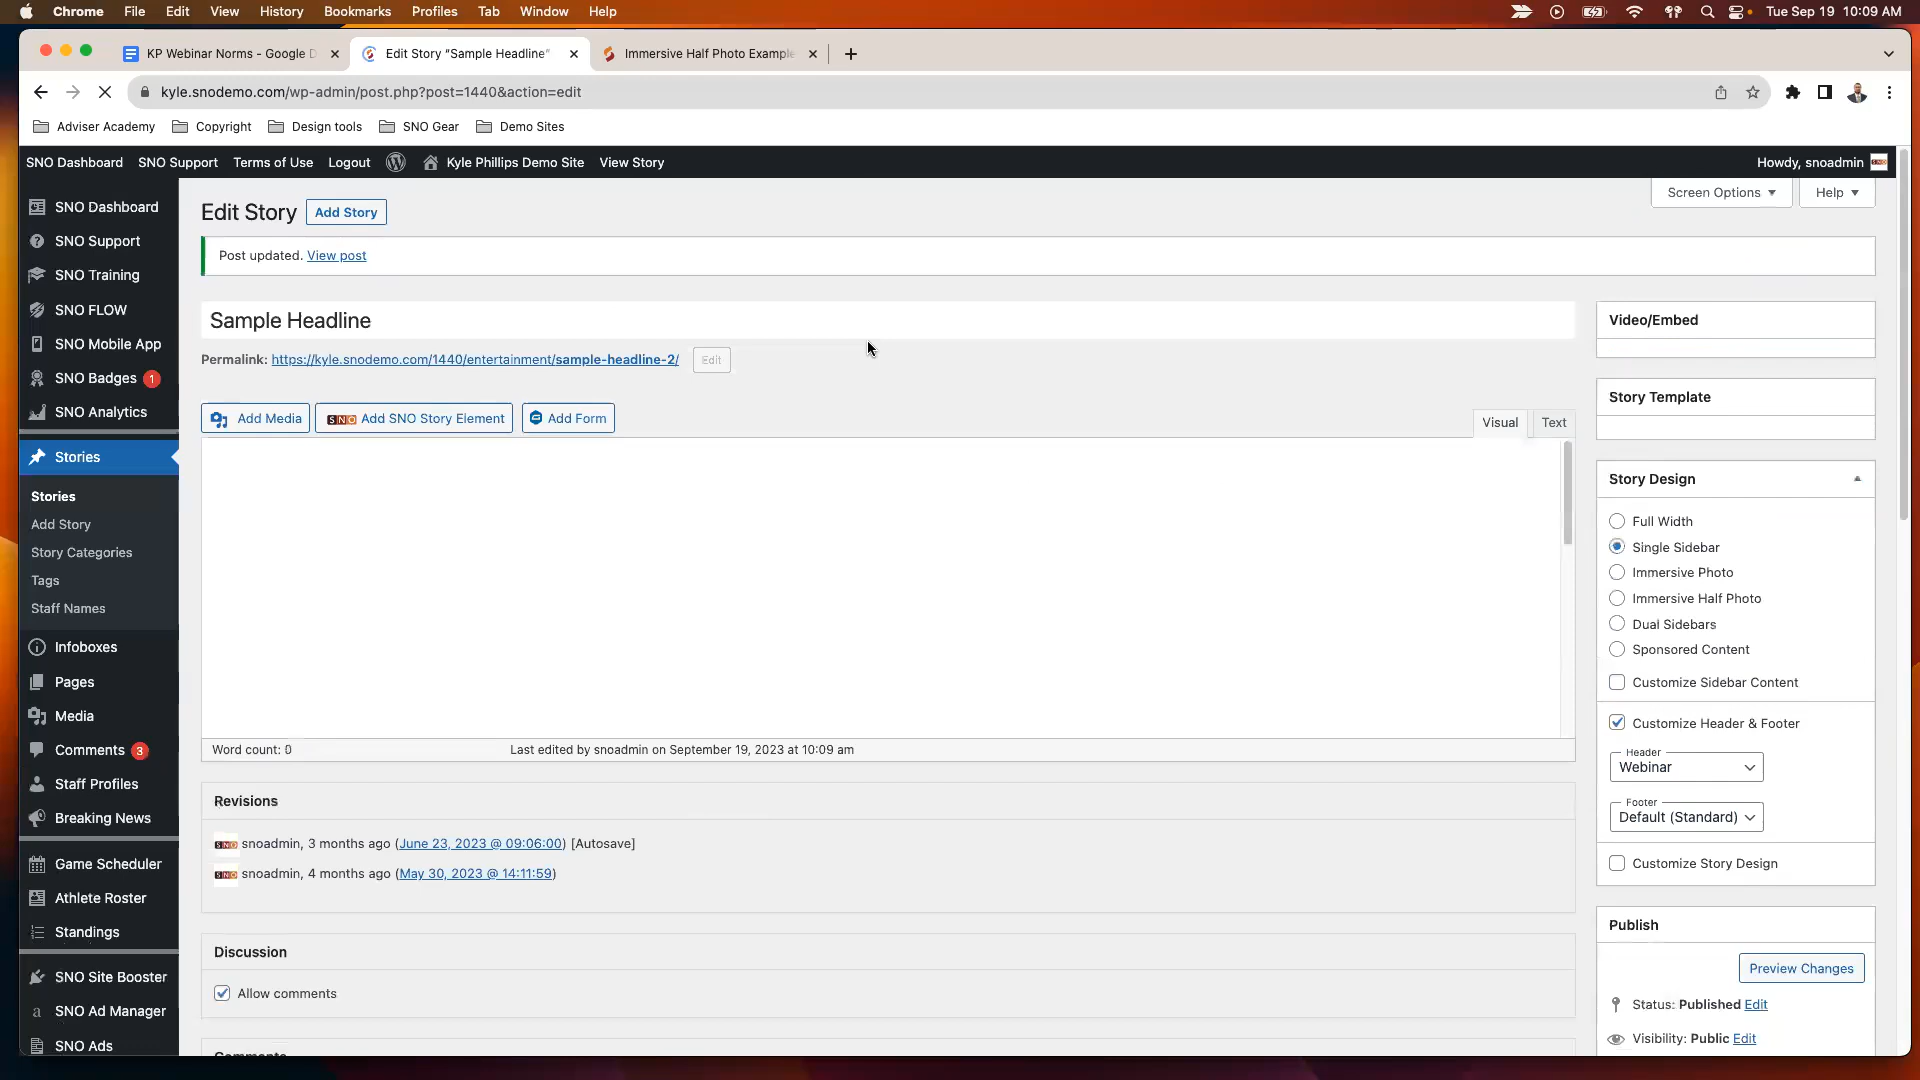 Chrome File Edit View History Bookmarks Profiles Tab Window Help Tue Sep 19 10:09 AM
KP Webinar Norms - Google D Edit Story "Sample Headline" Immersive Half Photo Example
kyle.snodemo.com/wp-admin/post.php?post=1440&action=edit
Adviser Academy Copyright Design tools SNO Gear Demo Sites
SNO Dashboard SNO Support Terms of Use Logout Kyle Phillips Demo Site View Story Howdy, snoadmin
SNO Dashboard
SNO Support
SNO Training
SNO FLOW
SNO Mobile App
SNO Badges 1
SNO Analytics
Stories
Stories
Add Story
Story Categories
Tags
Staff Names
Infoboxes
Pages
Media
Comments 3
Staff Profiles
Breaking News
Game Scheduler
Athlete Roster
Standings
SNO Site Booster
a SNO Ad Manager
SNO Ads
Screen Options Help
Edit Story Add Story
Post updated. View post
Sample Headline
Permalink: https://kyle.snodemo.com/1440/entertainment/sample-headline-2/ Edit
Add Media SNO Add SNO Story Element Add Form
Visual Text
Word count: 0 Last edited by snoadmin on September 19, 2023 at 10:09 am
Revisions
SNO snoadmin, 3 months ago (June 23, 2023 @ 09:06:00) [Autosave]
SNO snoadmin, 4 months ago (May 30, 2023 @ 14:11:59)
Discussion
Allow comments
Comments
Video/Embed
Story Template
Story Design
Full Width
Single Sidebar
Immersive Photo
Immersive Half Photo
Dual Sidebars
Sponsored Content
Customize Sidebar Content
Customize Header & Footer
Header
Webinar
Footer
Default (Standard)
Customize Story Design
Publish
Preview Changes
Status: Published Edit
Visibility: Public Edit